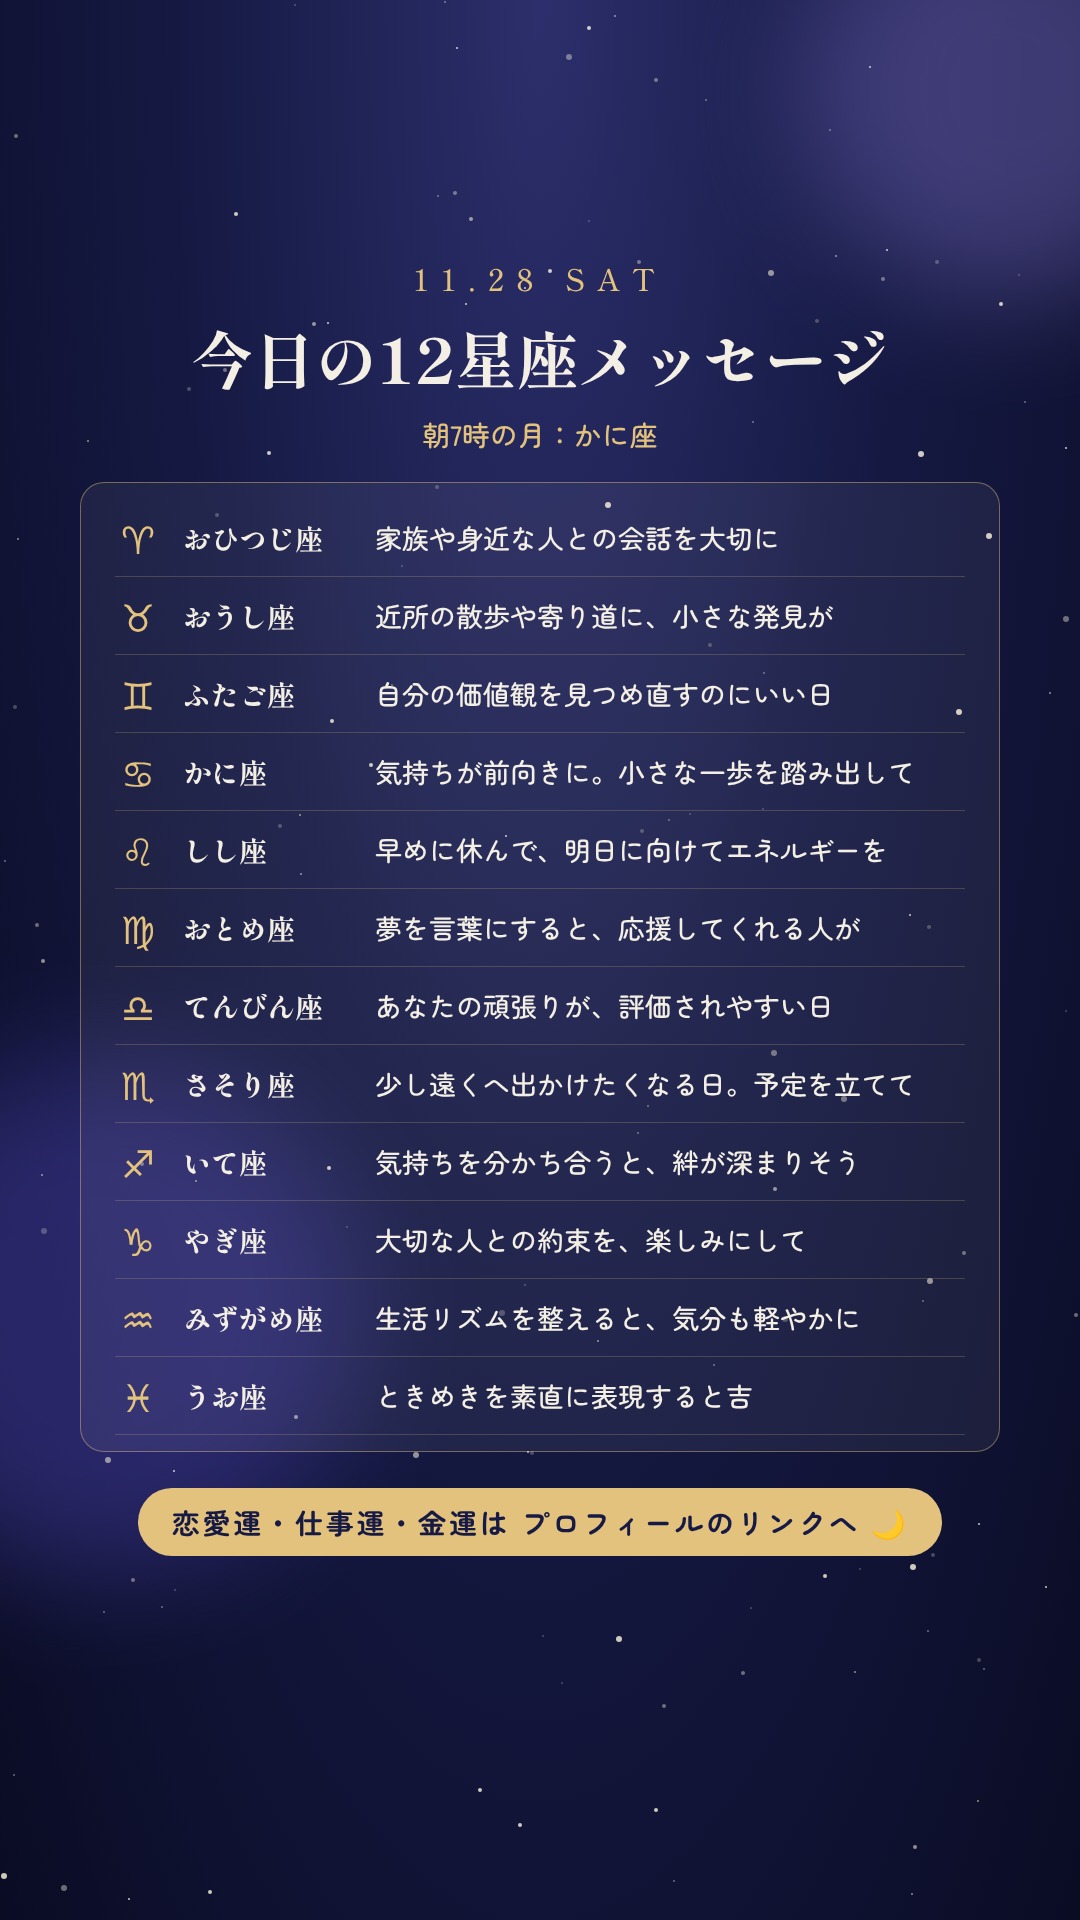 11.28 SAT
今日の12星座メッセージ
朝7時の月：かに座
♈ おひつじ座 家族や身近な人との会話を大切に
♉ おうし座 近所の散歩や寄り道に、小さな発見が
♊ ふたご座 自分の価値観を見つめ直すのにいい日
♋ かに座 気持ちが前向きに。小さな一歩を踏み出して
♌ しし座 早めに休んで、明日に向けてエネルギーを
♍ おとめ座 夢を言葉にすると、応援してくれる人が
♎ てんびん座 あなたの頑張りが、評価されやすい日
♏ さそり座 少し遠くへ出かけたくなる日。予定を立てて
♐ いて座 気持ちを分かち合うと、絆が深まりそう
♑ やぎ座 大切な人との約束を、楽しみにして
♒ みずがめ座 生活リズムを整えると、気分も軽やかに
♓ うお座 ときめきを素直に表現すると吉
恋愛運・仕事運・金運は プロフィールのリンクへ 🌙